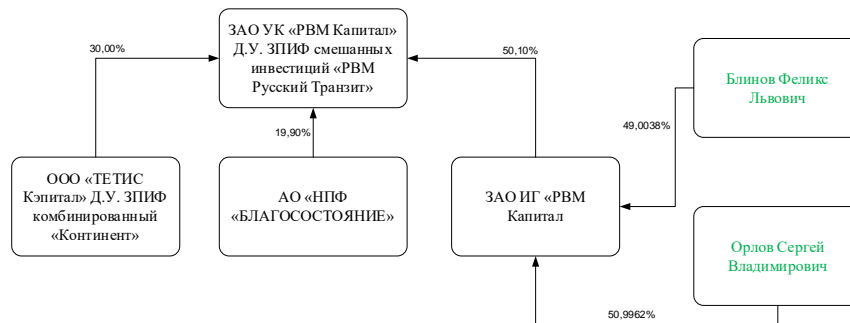 ЗАО УК «РВМ Капитал»
Д.У. ЗПИФ смешанных
инвестиций «РВМ
Русский Транзит»
30,00%
50,10%
Блинов Феликс
Львович
19,90%
49,0038%
ООО «ТЕТИС
Кэпитал» Д.У. ЗПИФ
комбинированный
«Континент»
АО «НПФ
«БЛАГОСОСТОЯНИЕ»
ЗАО ИГ «РВМ
Капитал
Орлов Сергей
Владимирович
50,9962%